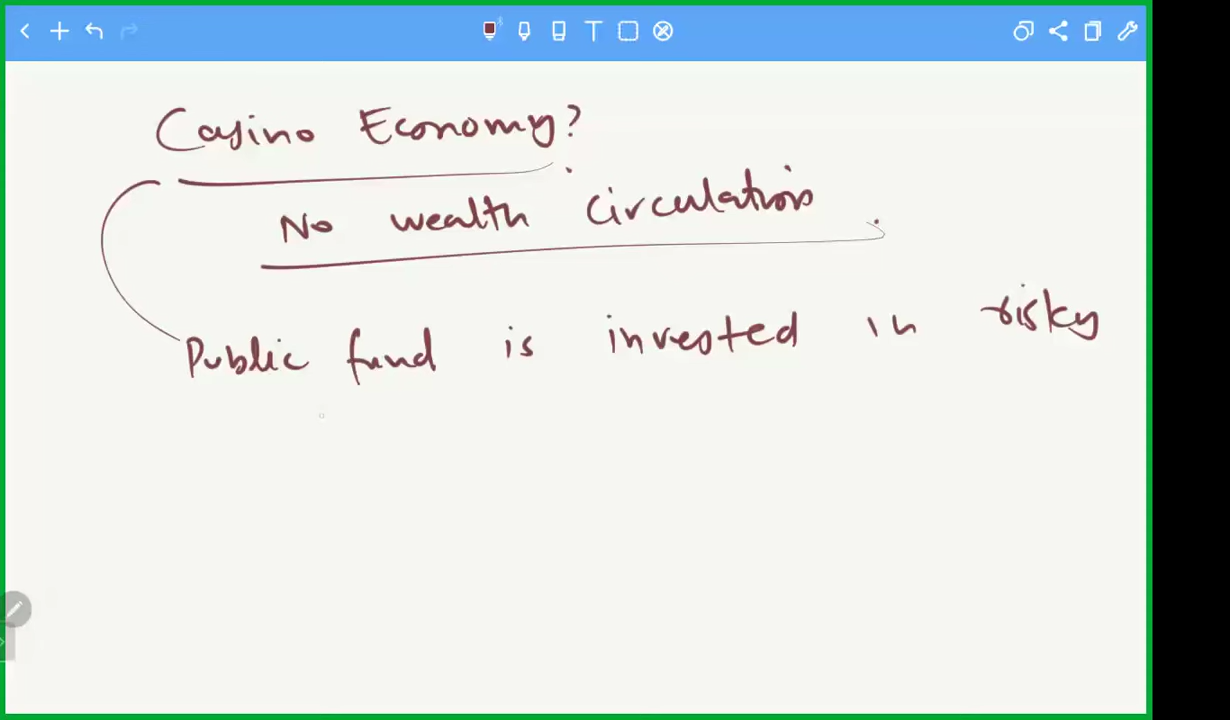 Casino Economy?
No wealth circulation
Public fund is invested in risky